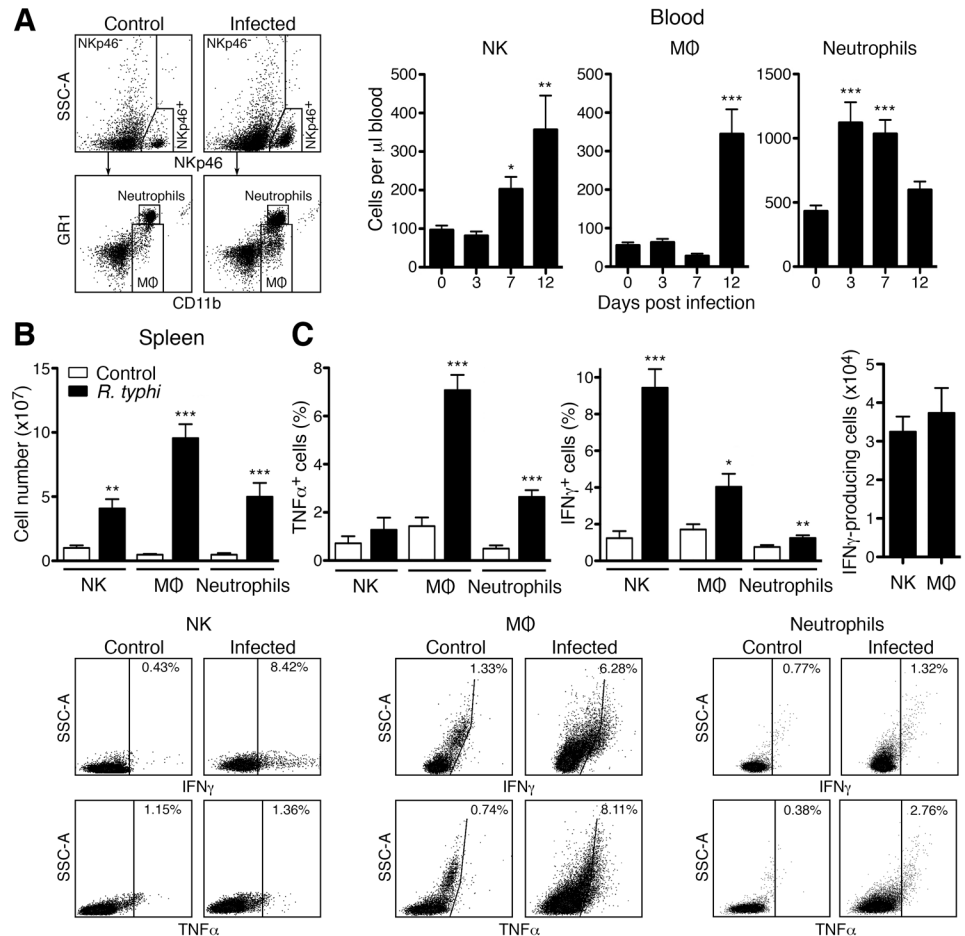 A
Control
Infected
NKp46-
NKp46+
NKp46+
SSC-A
NKp46
Neutrophils
Neutrophils
GR1
MΦ
MΦ
CD11b
Blood
NK
MΦ
Neutrophils
Cells per µl blood
500
400
300
200
100
0
*
**
0 3 7 12
500
400
300
200
100
0
***
0 3 7 12
1500
1000
500
0
***
***
0 3 7 12
Days post infection
B
Spleen
Control
R. typhi
Cell number (x10⁷)
15
10
5
0
**
***
***
NK
MΦ
Neutrophils
C
TNFα+ cells (%)
8
6
4
2
0
***
***
NK
MΦ
Neutrophils
IFNγ+ cells (%)
10
8
6
4
2
0
***
*
**
NK
MΦ
Neutrophils
IFNγ-producing cells (x10⁴)
5
4
3
2
1
0
NK
MΦ
NK
Control
Infected
0.43%
8.42%
SSC-A
IFNγ
1.15%
1.36%
SSC-A
TNFα
MΦ
Control
Infected
1.33%
6.28%
SSC-A
IFNγ
0.74%
8.11%
SSC-A
TNFα
Neutrophils
Control
Infected
0.77%
1.32%
SSC-A
IFNγ
0.38%
2.76%
SSC-A
TNFα